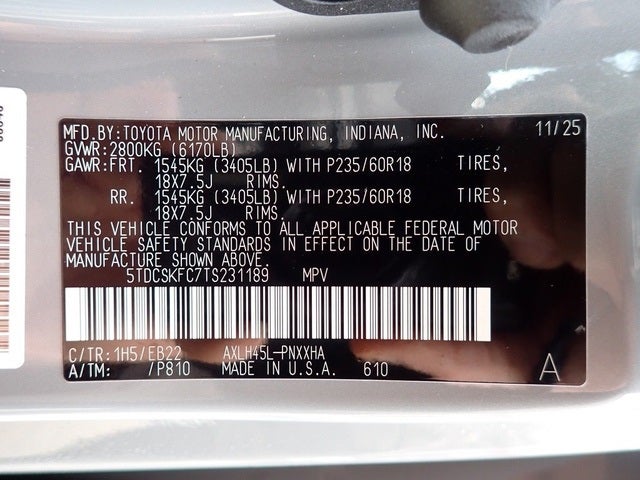 MFD.BY:TOYOTA MOTOR MANUFACTURING, INDIANA, INC. 11/25
GVWR:2800KG (6170LB)
GAWR:FRT. 1545KG (3405LB) WITH P235/60R18 TIRES,
18X7.5J RIMS.
RR. 1545KG (3405LB) WITH P235/60R18 TIRES,
18X7.5J RIMS.
THIS VEHICLE CONFORMS TO ALL APPLICABLE FEDERAL MOTOR
VEHICLE SAFETY STANDARDS IN EFFECT ON THE DATE OF
MANUFACTURE SHOWN ABOVE.
5TDCSKFC7TS231189 MPV
C/TR:1H5/EB22 AXLH45L-PNXXHA
A/TM: /P810 MADE IN U.S.A. 610 A